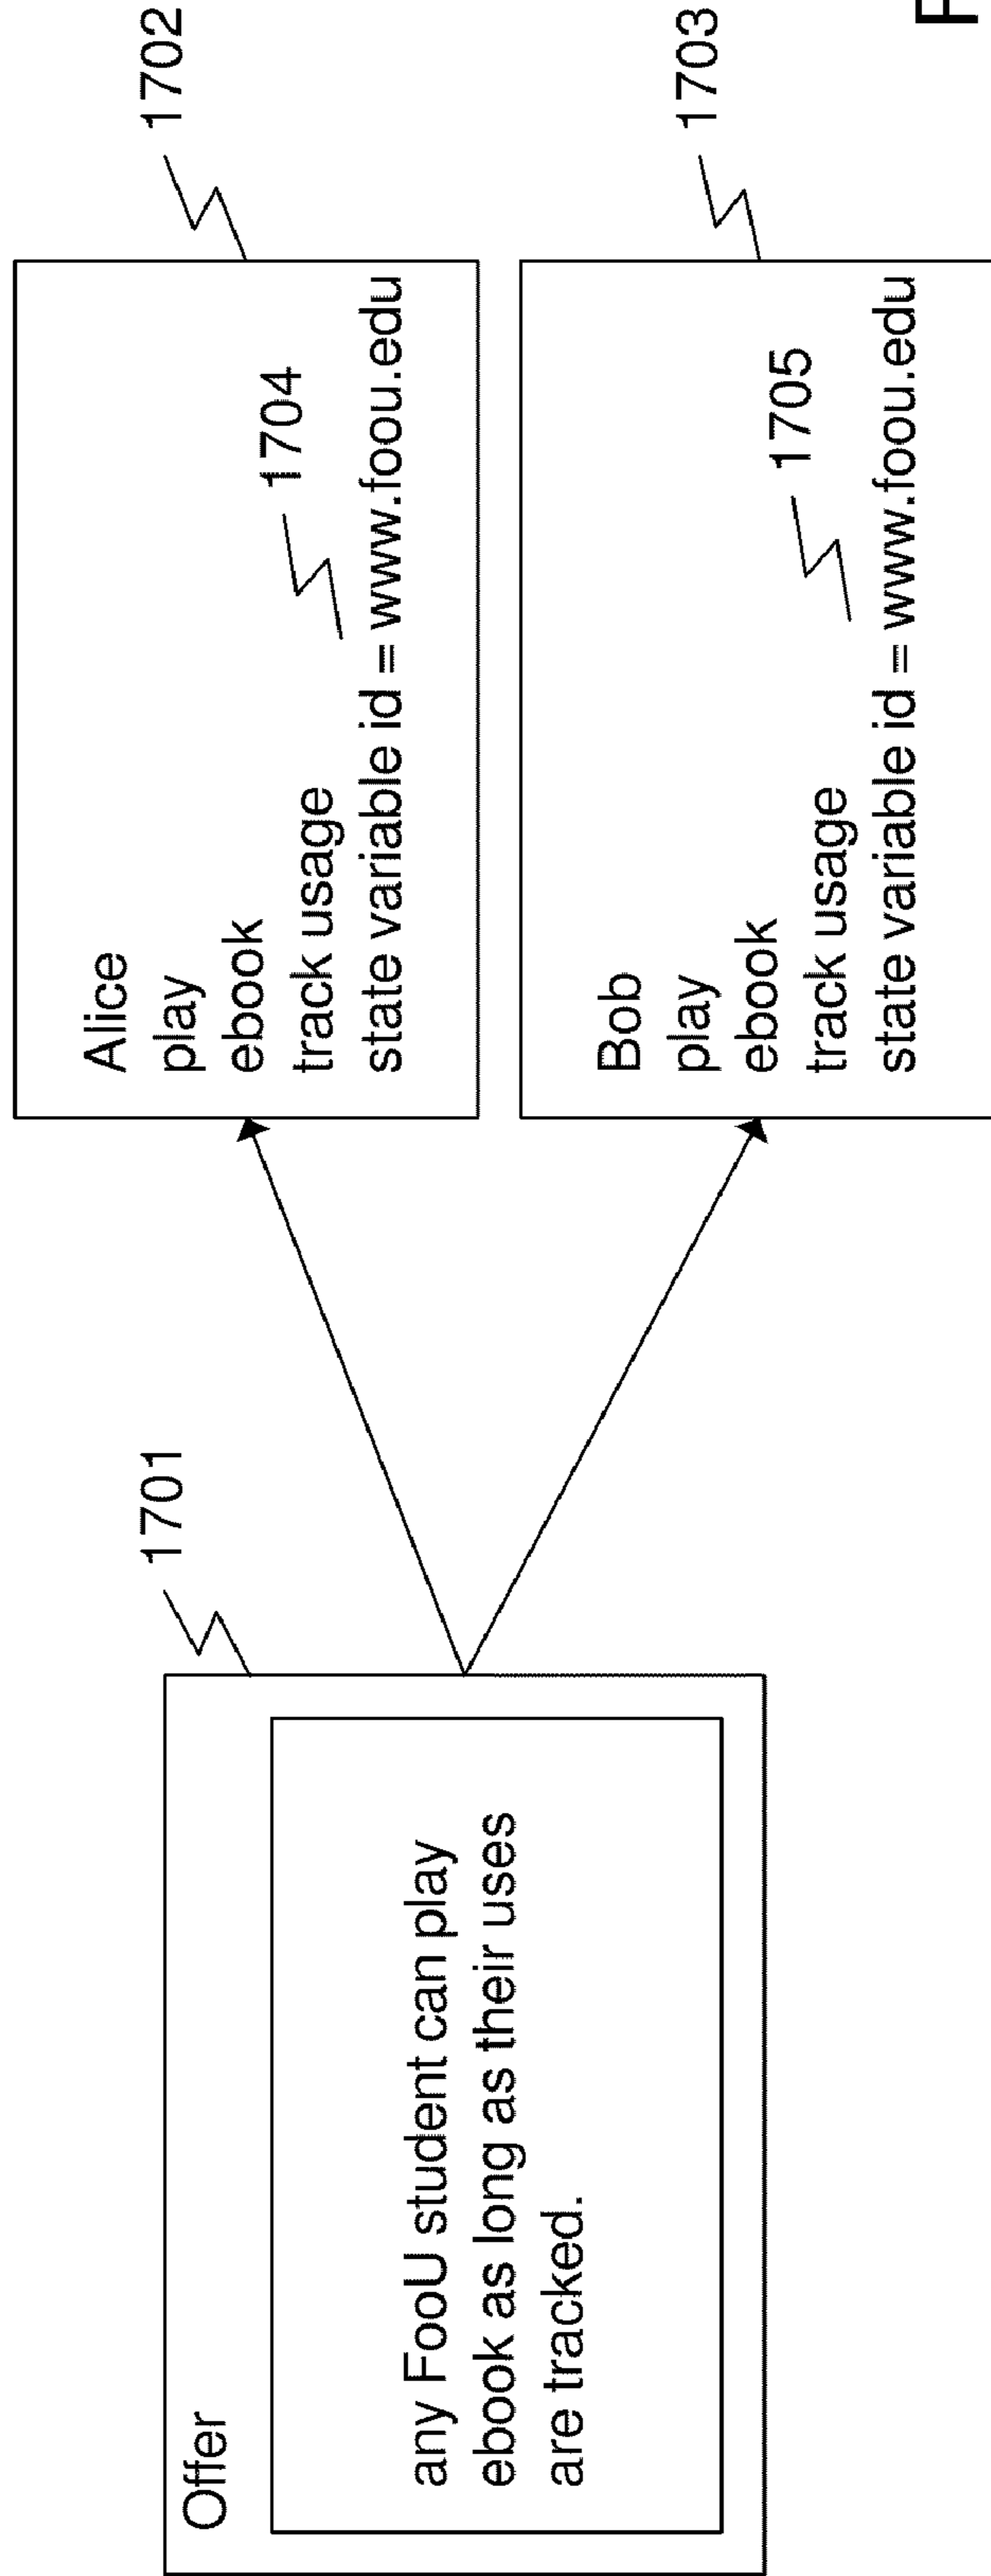 Offer
1701
any FooU student can play
ebook as long as their uses
are tracked.
1702
Alice
play
ebook
track usage
1704
state variable id = www.foou.edu
1703
Bob
play
ebook
track usage
1705
state variable id = www.foou.edu